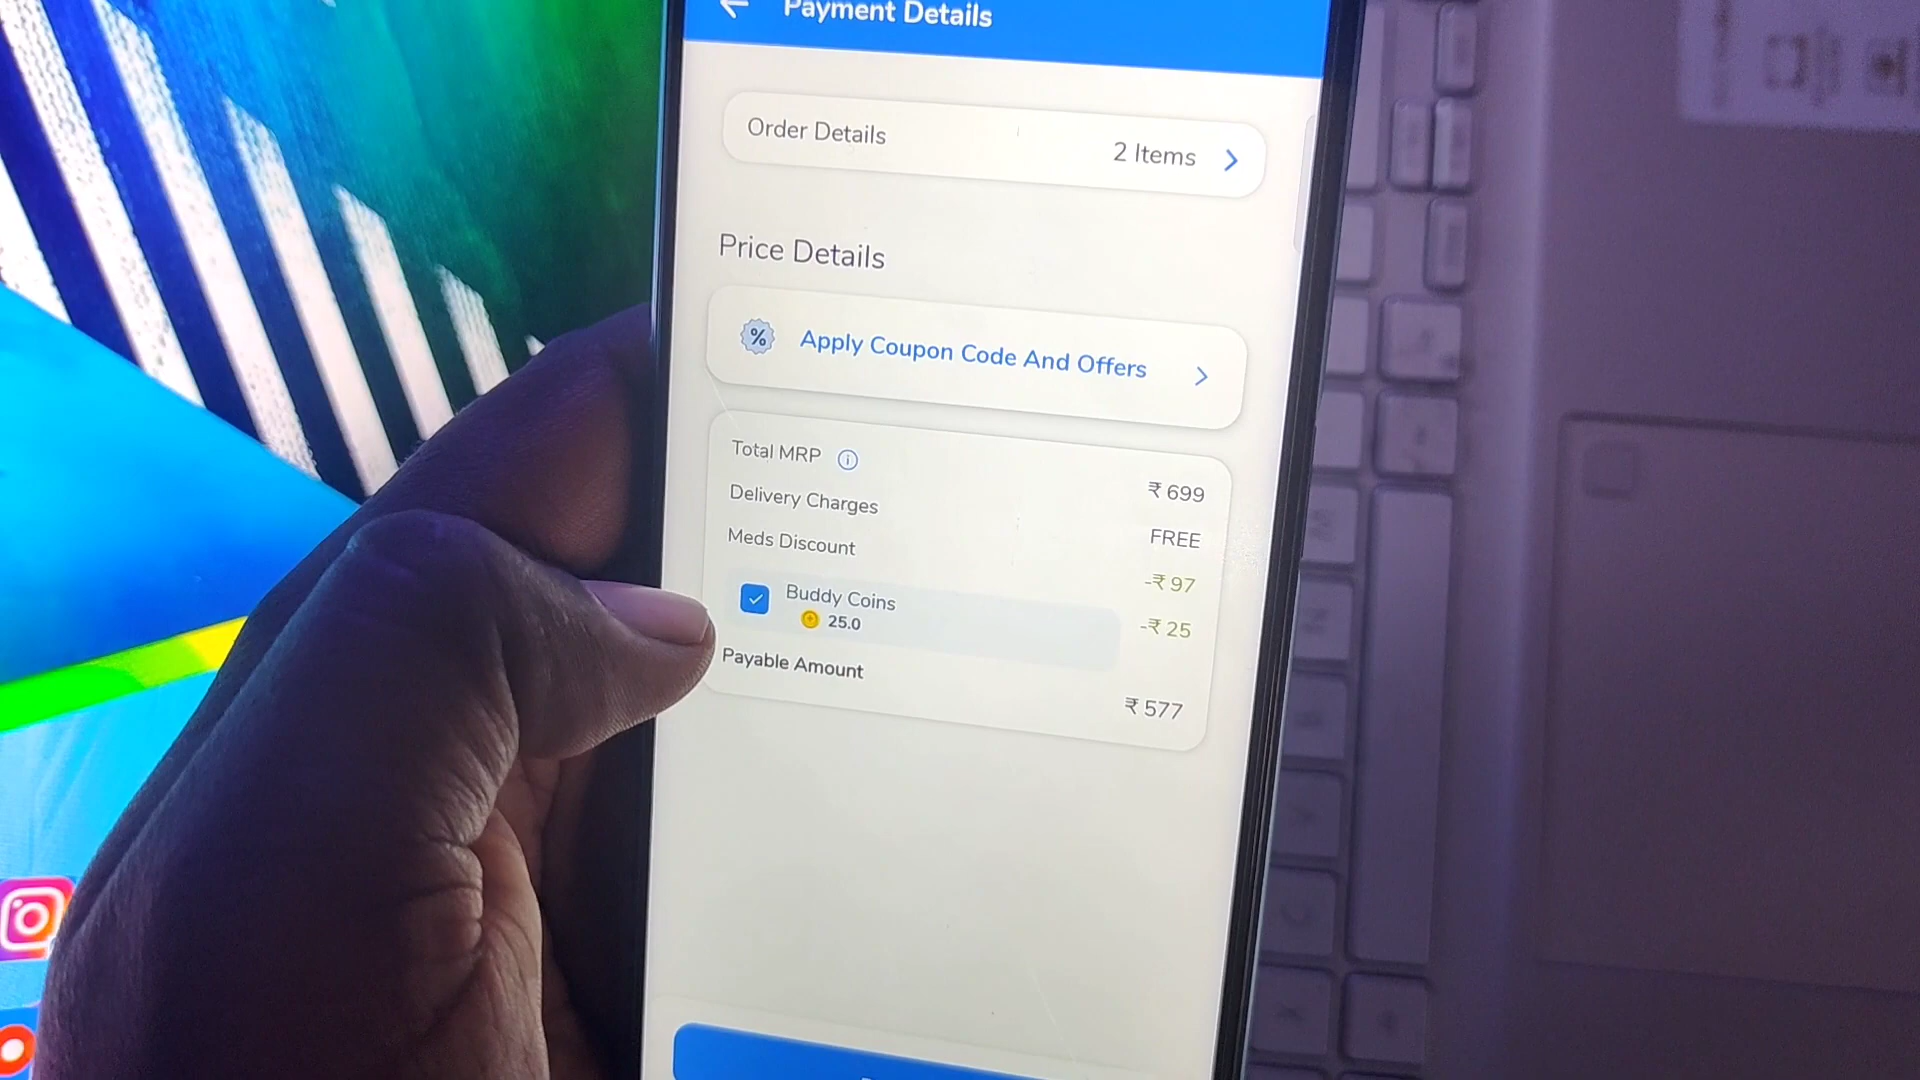 Payment Details
Order Details
2 Items
Price Details
% Apply Coupon Code And Offers
Total MRP
₹ 699
Delivery Charges
FREE
Meds Discount
-₹ 97
Buddy Coins
25.0
-₹ 25
Payable Amount
₹ 577